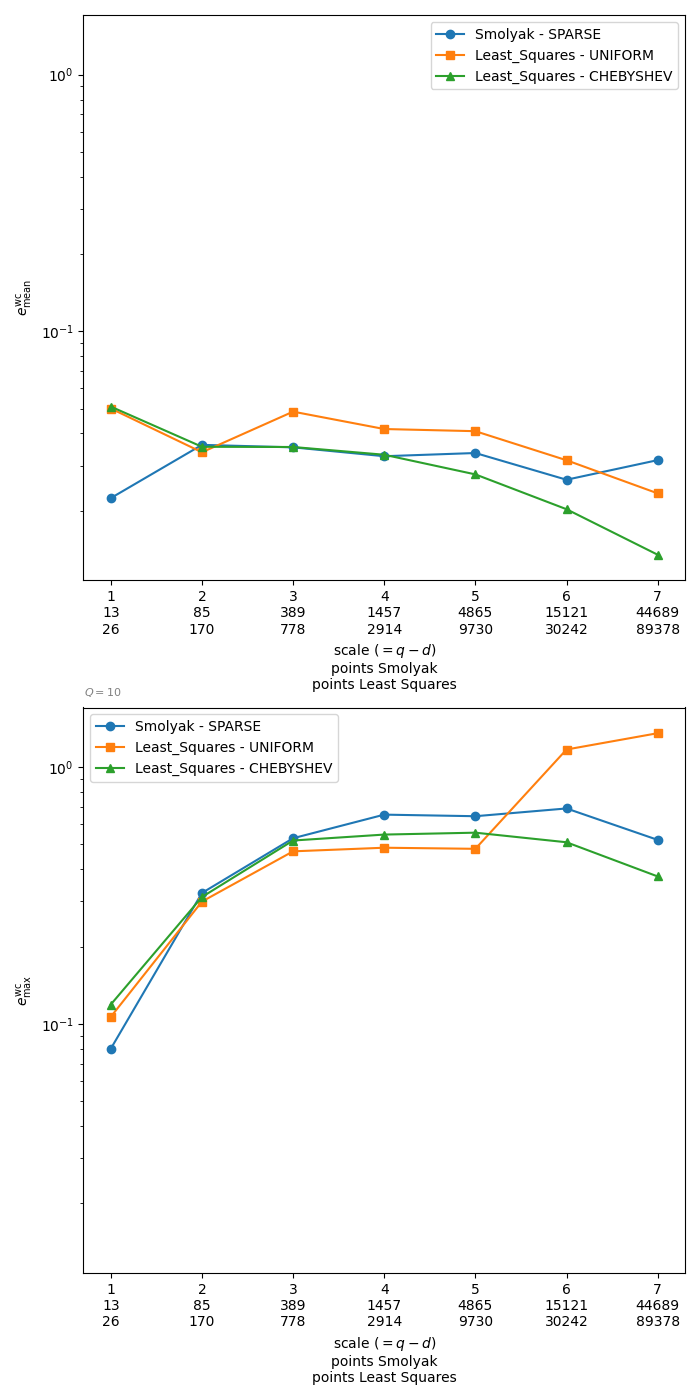 Smolyak - SPARSE
Least_Squares - UNIFORM
Least_Squares - CHEBYSHEV
10⁰
10⁻¹
e^wc_mean
1 2 3 4 5 6 7
13 85 389 1457 4865 15121 44689
26 170 778 2914 9730 30242 89378
scale (= q − d)
points Smolyak
points Least Squares
Q = 10
Smolyak - SPARSE
Least_Squares - UNIFORM
Least_Squares - CHEBYSHEV
10⁰
10⁻¹
e^wc_max
1 2 3 4 5 6 7
13 85 389 1457 4865 15121 44689
26 170 778 2914 9730 30242 89378
scale (= q − d)
points Smolyak
points Least Squares